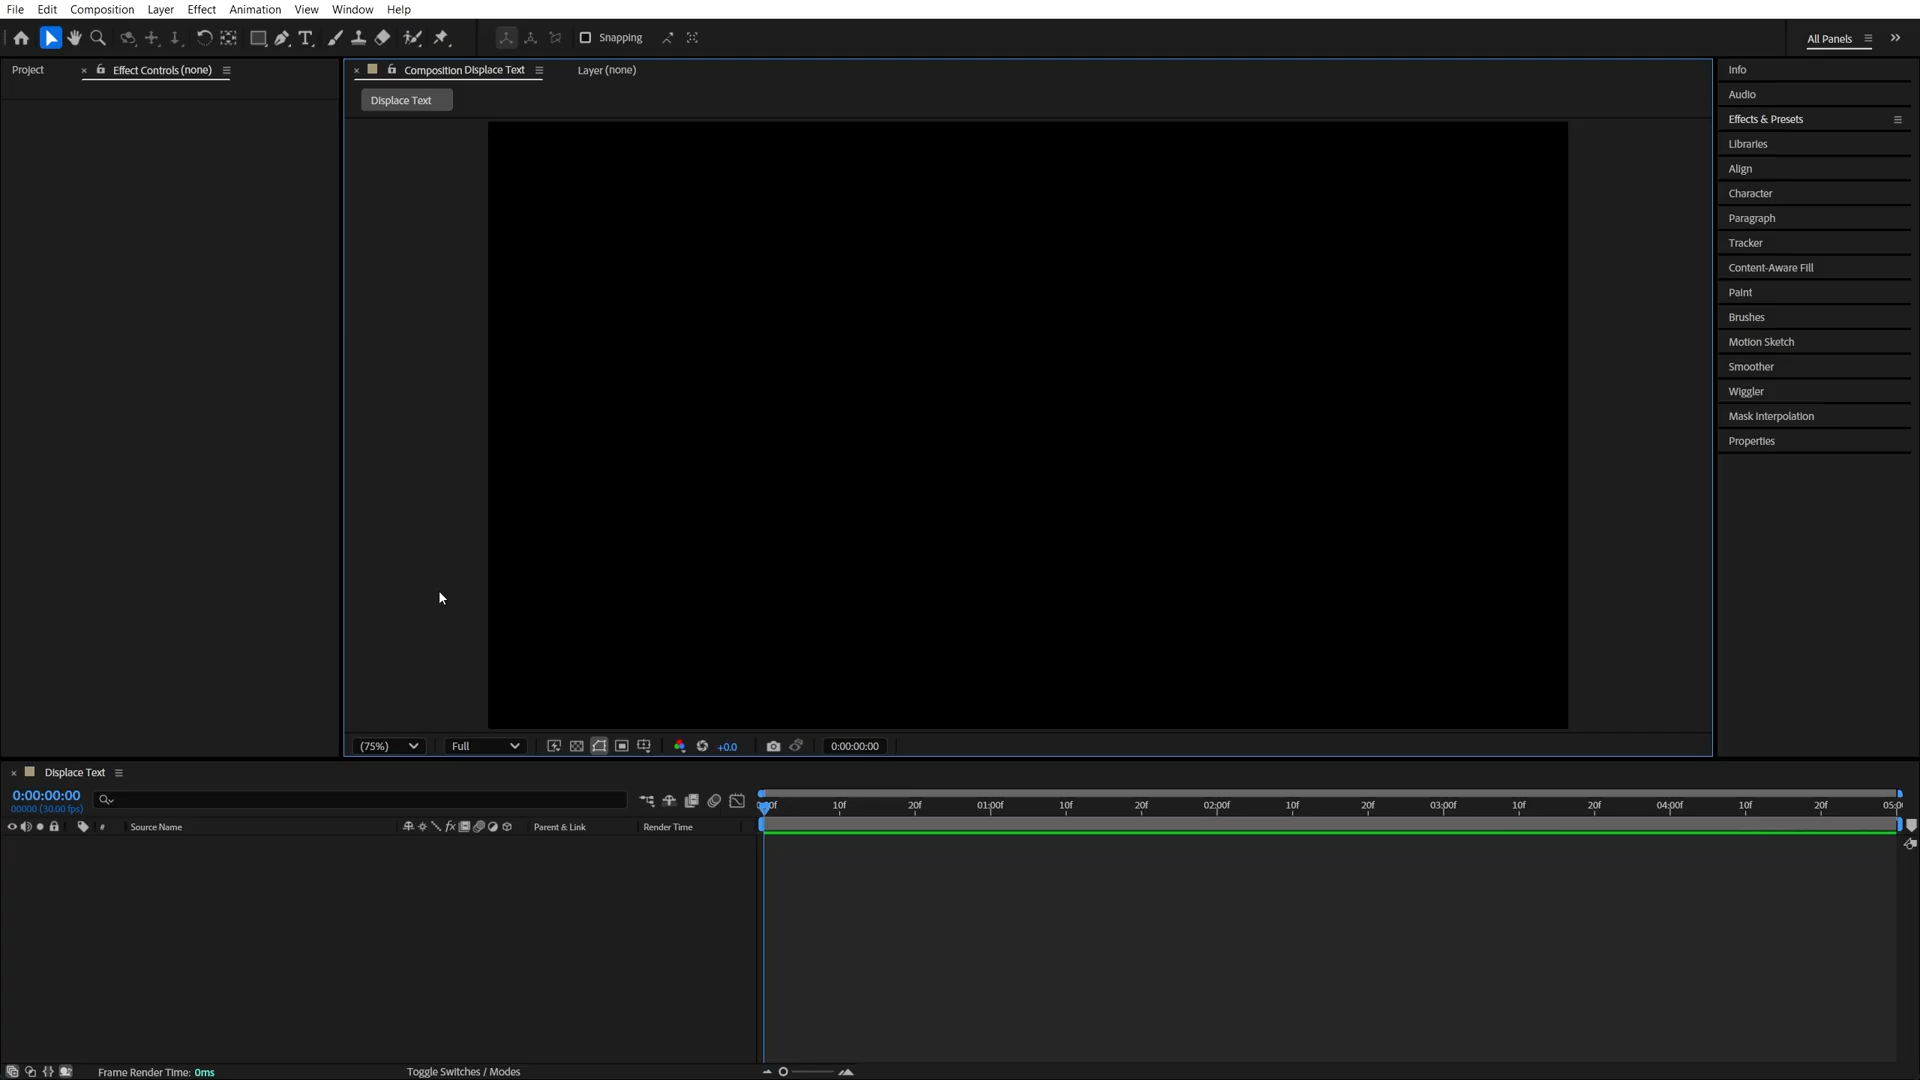 File Edit Composition Layer Effect Animation View Window Help
Snapping
All Panels
Project
Effect Controls (none)
Composition Displace Text
Layer (none)
Displace Text
Info
Audio
Effects & Presets
Libraries
Align
Character
Paragraph
Tracker
Content-Aware Fill
Paint
Brushes
Motion Sketch
Smoother
Wiggler
Mask Interpolation
Properties
(75%) Full +0.0 0:00:00:00
Displace Text
0:00:00:00
00000 (30.00 fps)
10f 20f 01:00f 10f 20f 02:00f 10f 20f 03:00f 10f 20f 04:00f 10f 20f
# Source Name Parent & Link Render Time
Frame Render Time: 0ms Toggle Switches / Modes